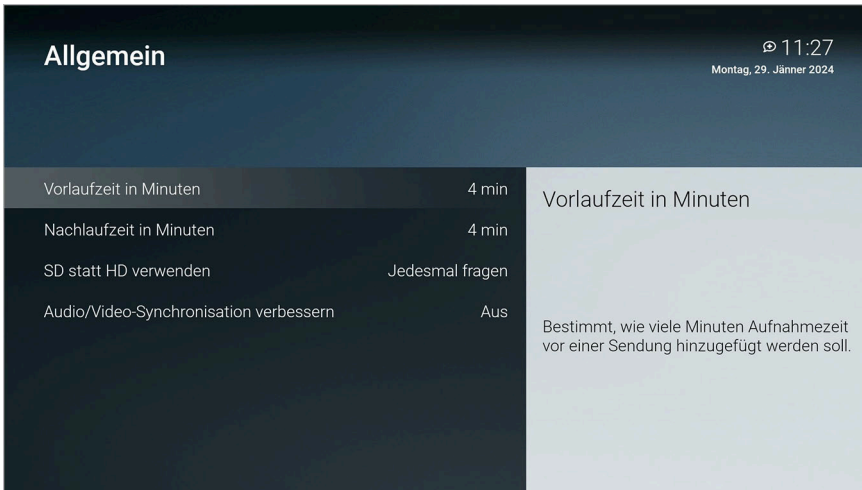 Allgemein
11:27
Montag, 29. Jänner 2024
Vorlaufzeit in Minuten 4 min
Nachlaufzeit in Minuten 4 min
SD statt HD verwenden Jedesmal fragen
Audio/Video-Synchronisation verbessern Aus
Vorlaufzeit in Minuten
Bestimmt, wie viele Minuten Aufnahmezeit
vor einer Sendung hinzugefügt werden soll.